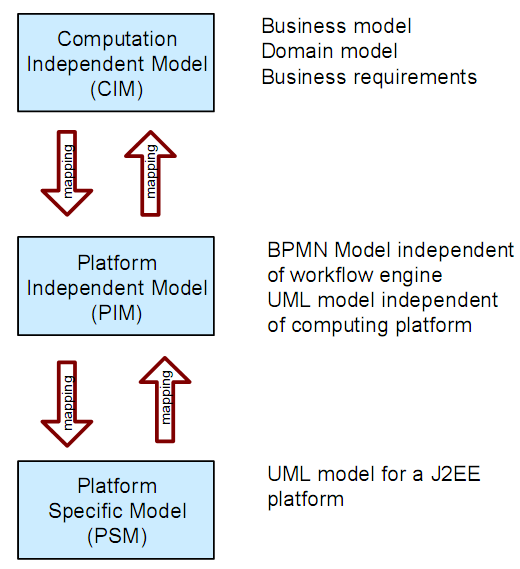 Computation
Independent Model
(CIM)
Business model
Domain model
Business requirements
mapping
mapping
Platform
Independent Model
(PIM)
BPMN Model independent
of workflow engine
UML model independent
of computing platform
mapping
mapping
Platform
Specific Model
(PSM)
UML model for a J2EE
platform